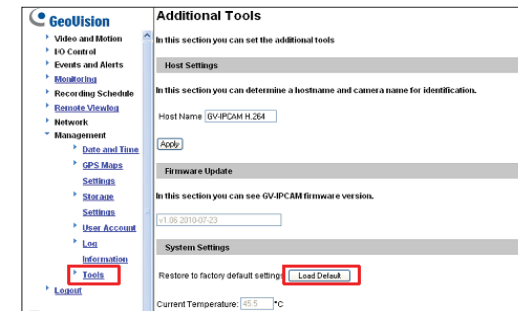 GeoVision
Video and Motion
I/O Control
Events and Alerts
Monitoring
Recording Schedule
Remote Viewlog
Network
Management
Date and Time
GPS Maps
Settings
Storage
Settings
User Account
Log
Information
Tools
Logout
Additional Tools
In this section you can set the additional tools
Host Settings
In this section you can determine a hostname and camera name for identification.
Host Name GV-IPCAM H.264
Apply
Firmware Update
In this section you can see GV-IPCAM firmware version.
v1.06 2010-07-23
System Settings
Restore to factory default settings Load Default
Current Temperature: 45.5 °C